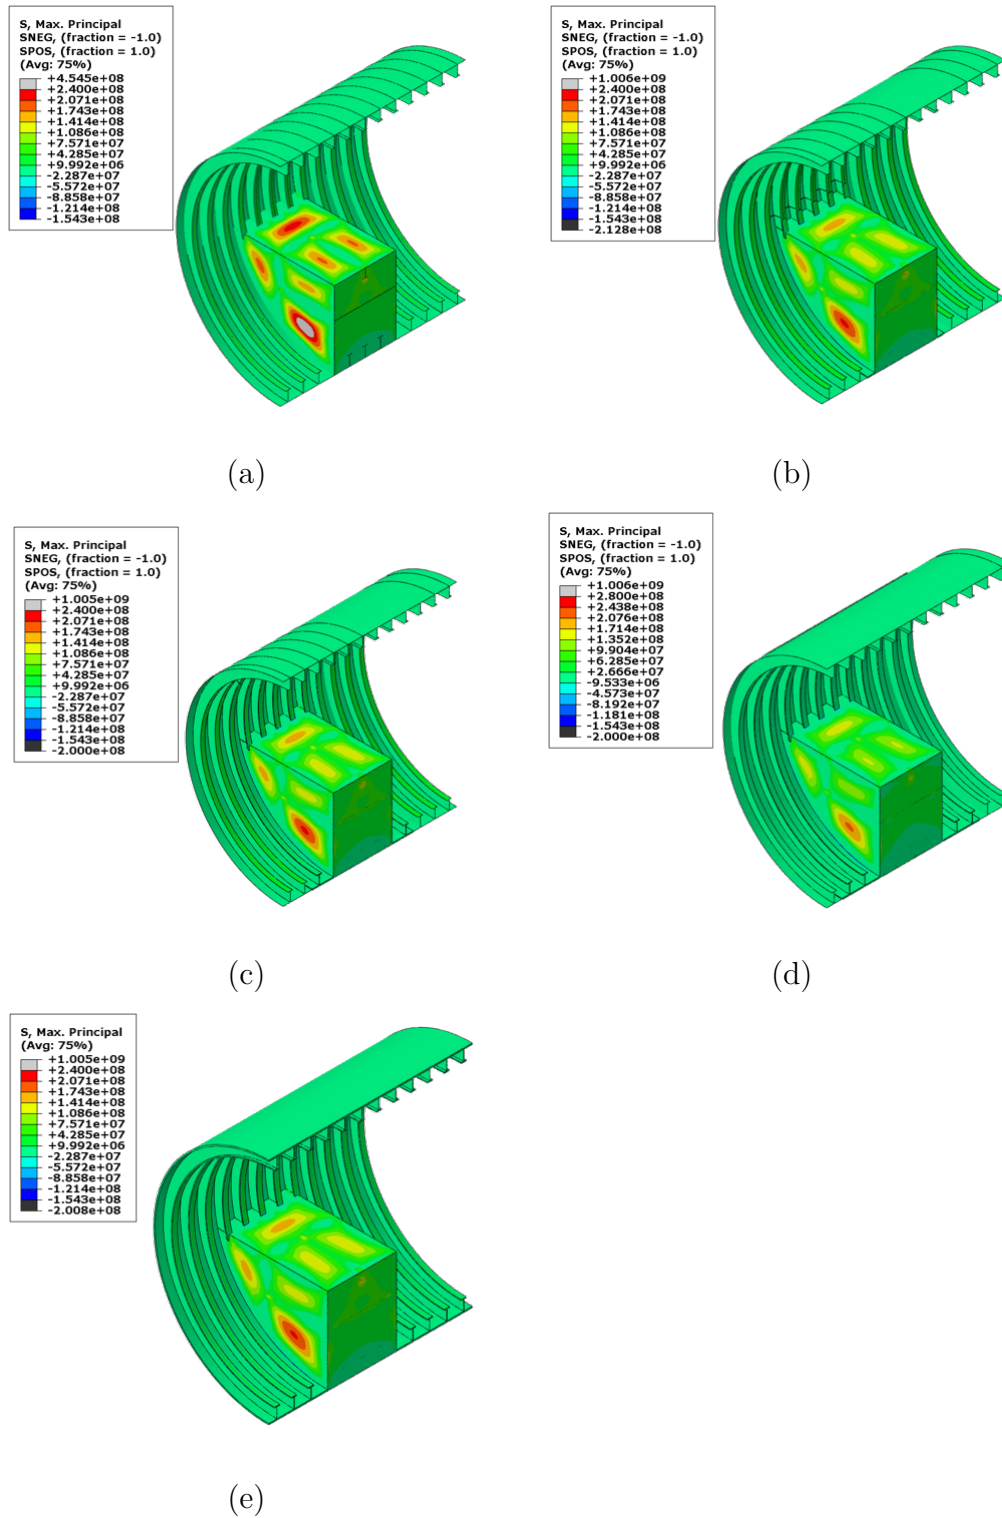 S, Max. Principal
SNEG, (fraction = -1.0)
SPOS, (fraction = 1.0)
(Avg: 75%)
+4.545e+08
+2.400e+08
+2.071e+08
+1.743e+08
+1.414e+08
+1.086e+08
+7.571e+07
+4.285e+07
+9.992e+06
-2.287e+07
-5.572e+07
-8.858e+07
-1.214e+08
-1.543e+08
(a)
S, Max. Principal
SNEG, (fraction = -1.0)
SPOS, (fraction = 1.0)
(Avg: 75%)
+1.006e+09
+2.400e+08
+2.071e+08
+1.743e+08
+1.414e+08
+1.086e+08
+7.571e+07
+4.285e+07
+9.992e+06
-2.287e+07
-5.572e+07
-8.858e+07
-1.214e+08
-1.543e+08
-2.128e+08
(b)
S, Max. Principal
SNEG, (fraction = -1.0)
SPOS, (fraction = 1.0)
(Avg: 75%)
+1.005e+09
+2.400e+08
+2.071e+08
+1.743e+08
+1.414e+08
+1.086e+08
+7.571e+07
+4.285e+07
+9.992e+06
-2.287e+07
-5.572e+07
-8.858e+07
-1.214e+08
-1.543e+08
-2.000e+08
(c)
S, Max. Principal
SNEG, (fraction = -1.0)
SPOS, (fraction = 1.0)
(Avg: 75%)
+1.006e+09
+2.800e+08
+2.438e+08
+2.076e+08
+1.714e+08
+1.352e+08
+9.904e+07
+6.285e+07
+2.666e+07
-9.533e+06
-4.573e+07
-8.192e+07
-1.181e+08
-1.543e+08
-2.000e+08
(d)
S, Max. Principal
(Avg: 75%)
+1.005e+09
+2.400e+08
+2.071e+08
+1.743e+08
+1.414e+08
+1.086e+08
+7.571e+07
+4.285e+07
+9.992e+06
-2.287e+07
-5.572e+07
-8.858e+07
-1.214e+08
-1.543e+08
-2.008e+08
(e)